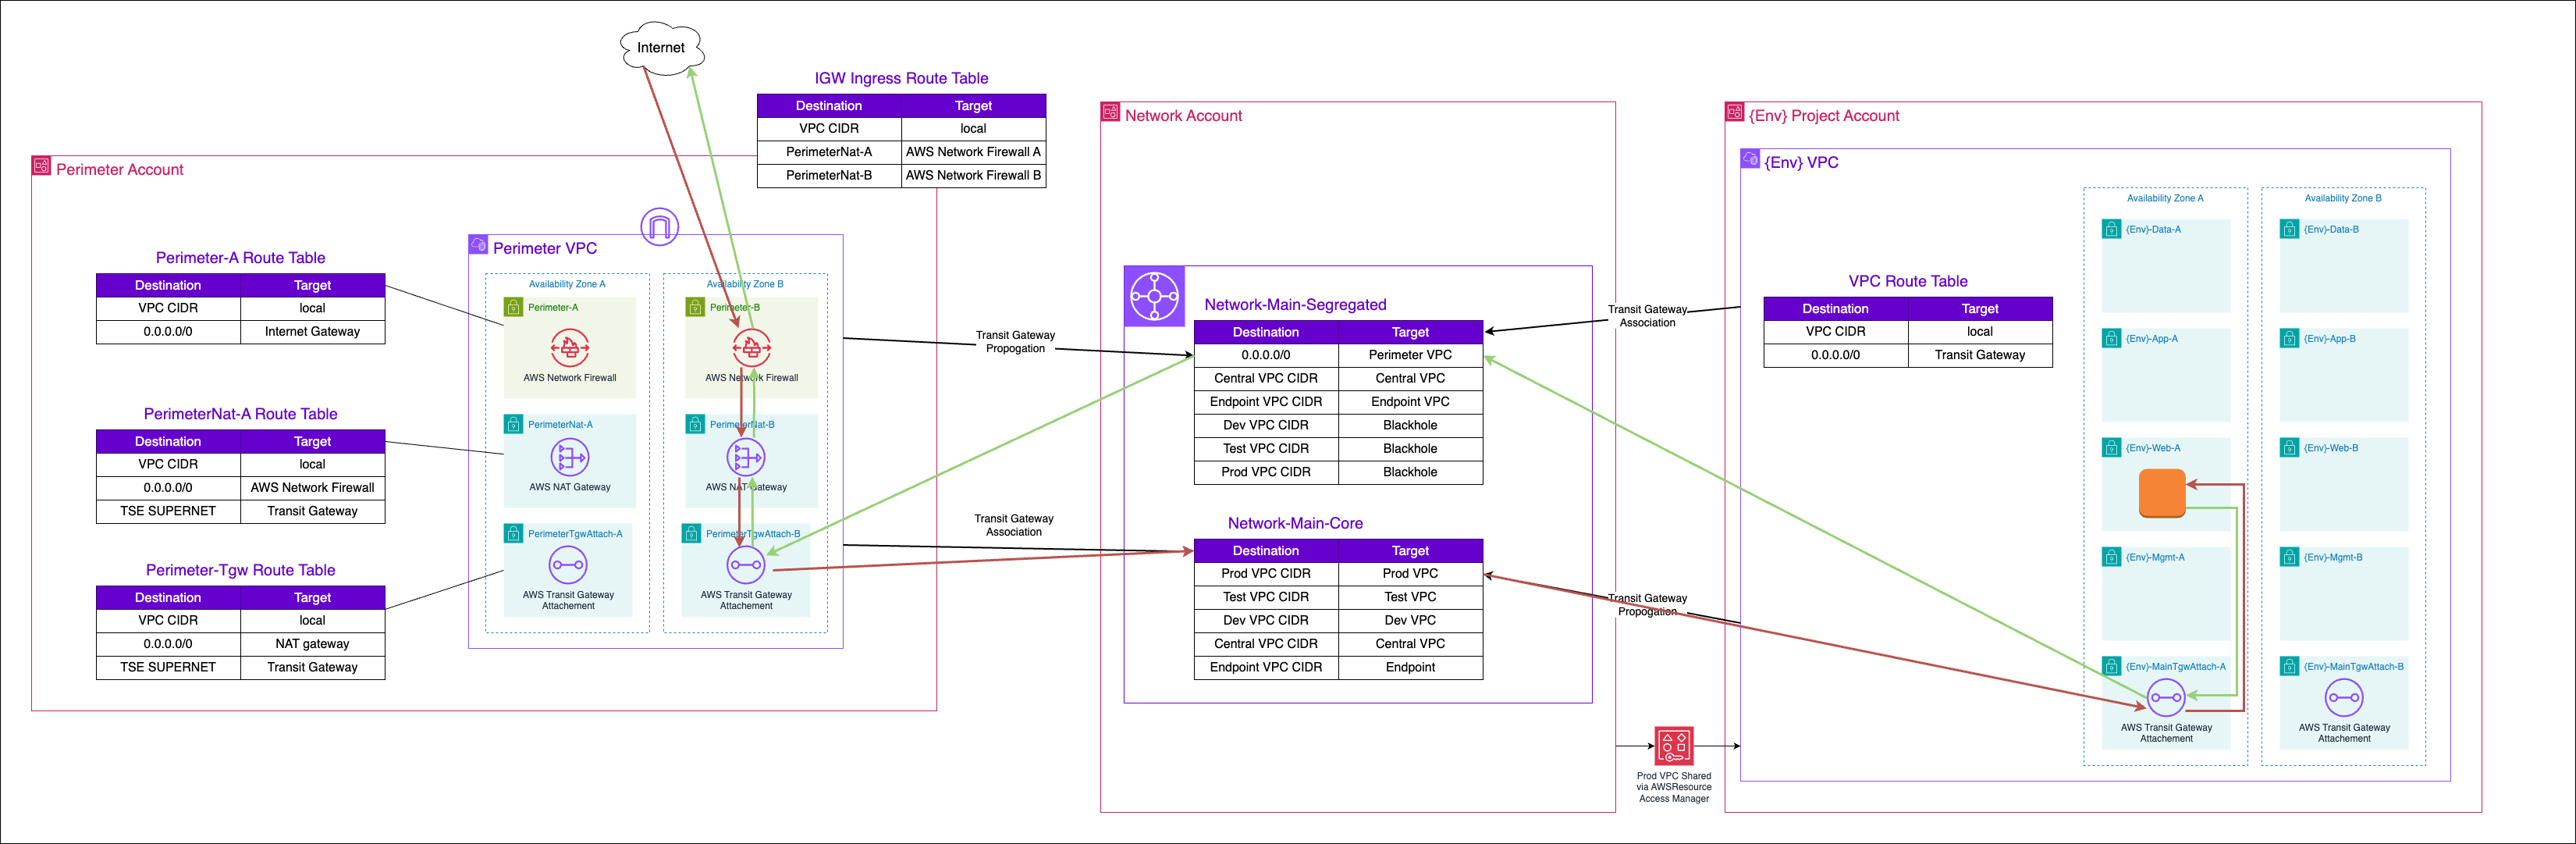 Internet
IGW Ingress Route Table
Destination Target
VPC CIDR local
PerimeterNat-A AWS Network Firewall A
PerimeterNat-B AWS Network Firewall B
Perimeter Account
Perimeter-A Route Table
Destination Target
VPC CIDR local
0.0.0.0/0 Internet Gateway
PerimeterNat-A Route Table
Destination Target
VPC CIDR local
0.0.0.0/0 AWS Network Firewall
TSE SUPERNET Transit Gateway
Perimeter-Tgw Route Table
Destination Target
VPC CIDR local
0.0.0.0/0 NAT gateway
TSE SUPERNET Transit Gateway
Perimeter VPC
Availability Zone A
Perimeter-A
AWS Network Firewall
PerimeterNat-A
AWS NAT Gateway
PerimeterTgwAttach-A
AWS Transit Gateway
Attachement
Availability Zone B
Perimeter-B
AWS Network Firewall
PerimeterNat-B
AWS NAT Gateway
PerimeterTgwAttach-B
AWS Transit Gateway
Attachement
Transit Gateway
Propogation
Transit Gateway
Association
Network Account
Network-Main-Segregated
Destination Target
0.0.0.0/0 Perimeter VPC
Central VPC CIDR Central VPC
Endpoint VPC CIDR Endpoint VPC
Dev VPC CIDR Blackhole
Test VPC CIDR Blackhole
Prod VPC CIDR Blackhole
Network-Main-Core
Destination Target
Prod VPC CIDR Prod VPC
Test VPC CIDR Test VPC
Dev VPC CIDR Dev VPC
Central VPC CIDR Central VPC
Endpoint VPC CIDR Endpoint
Transit Gateway
Association
Transit Gateway
Propogation
Prod VPC Shared
via AWSResource
Access Manager
{Env} Project Account
{Env} VPC
VPC Route Table
Destination Target
VPC CIDR local
0.0.0.0/0 Transit Gateway
Availability Zone A
{Env}-Data-A
{Env}-App-A
{Env}-Web-A
{Env}-Mgmt-A
{Env}-MainTgwAttach-A
AWS Transit Gateway
Attachement
Availability Zone B
{Env}-Data-B
{Env}-App-B
{Env}-Web-B
{Env}-Mgmt-B
{Env}-MainTgwAttach-B
AWS Transit Gateway
Attachement